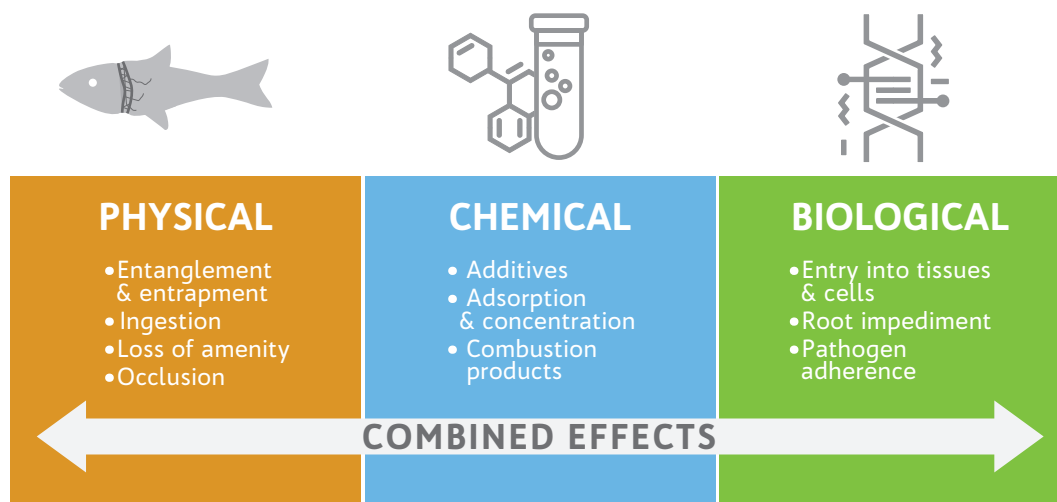 PHYSICAL
•Entanglement
& entrapment
•Ingestion
•Loss of amenity
•Occlusion
CHEMICAL
• Additives
• Adsorption
& concentration
• Combustion
products
BIOLOGICAL
•Entry into tissues
& cells
•Root impediment
•Pathogen
adherence
COMBINED EFFECTS